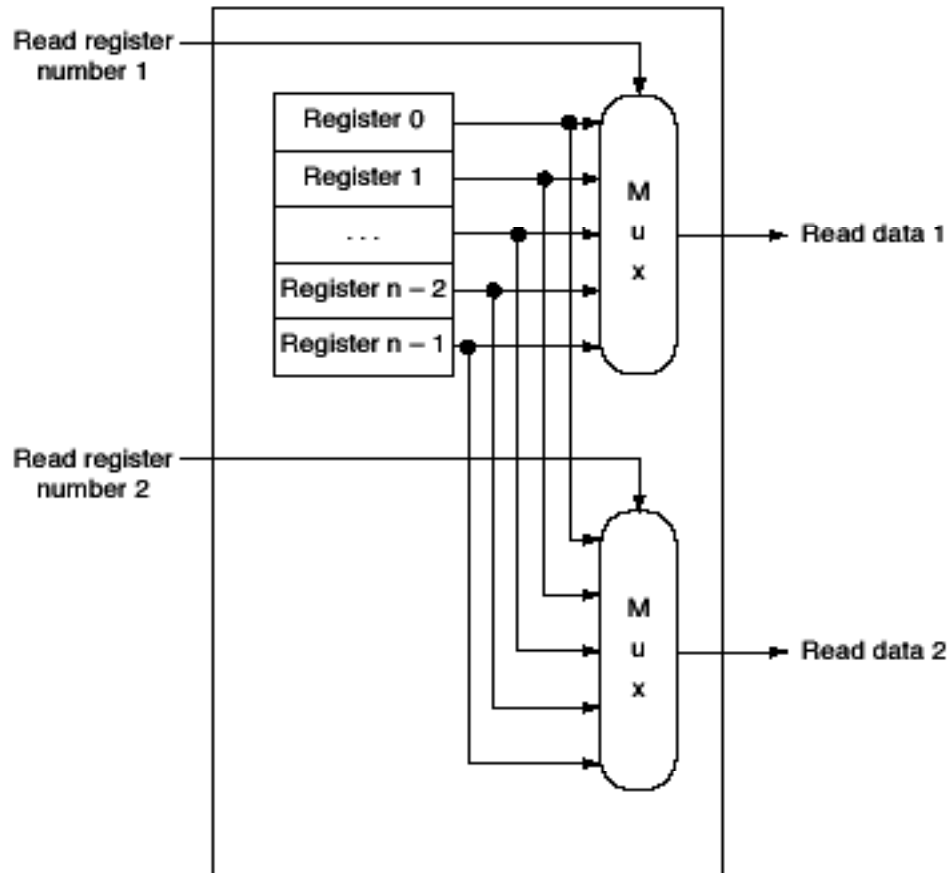 Read register
number 1
Register 0
Register 1
. . .
Register n – 2
Register n – 1
M
u
x
Read data 1
Read register
number 2
M
u
x
Read data 2